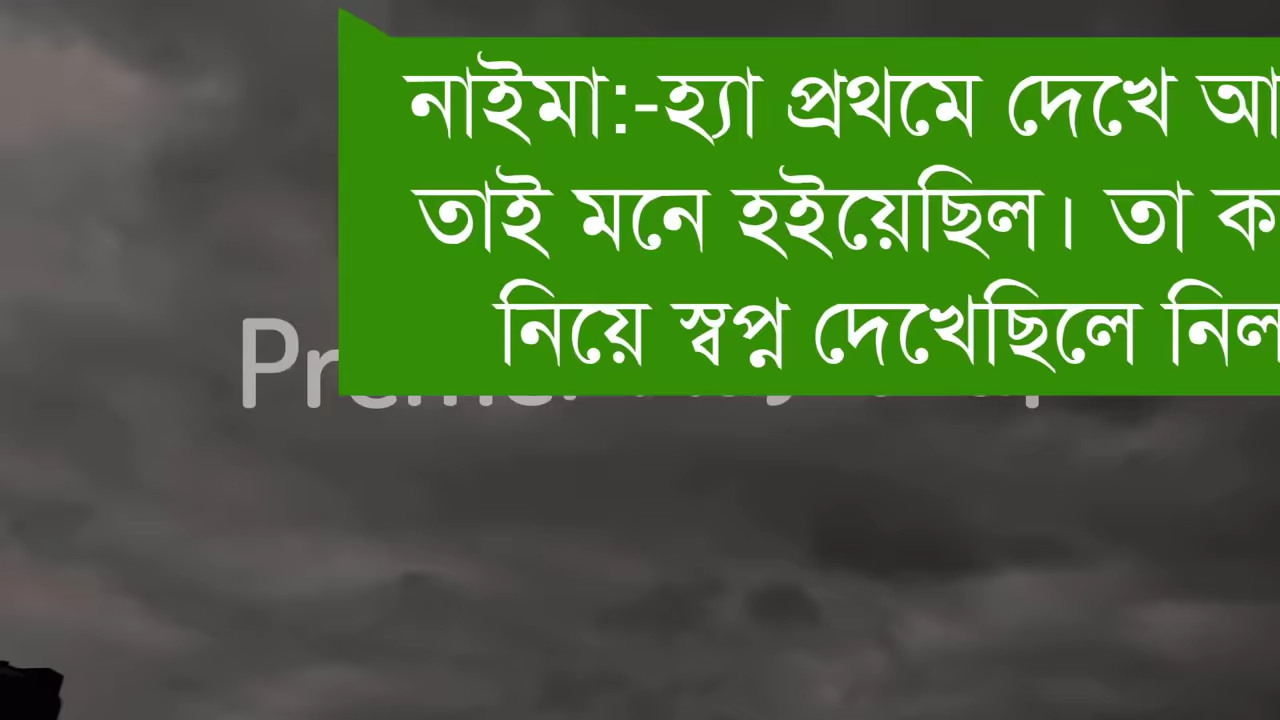 নাইমা:-হ্যা প্রথমে দেখে
তাই মনে হইয়েছিল। তা
নিয়ে স্বপ্ন দেখেছিলে